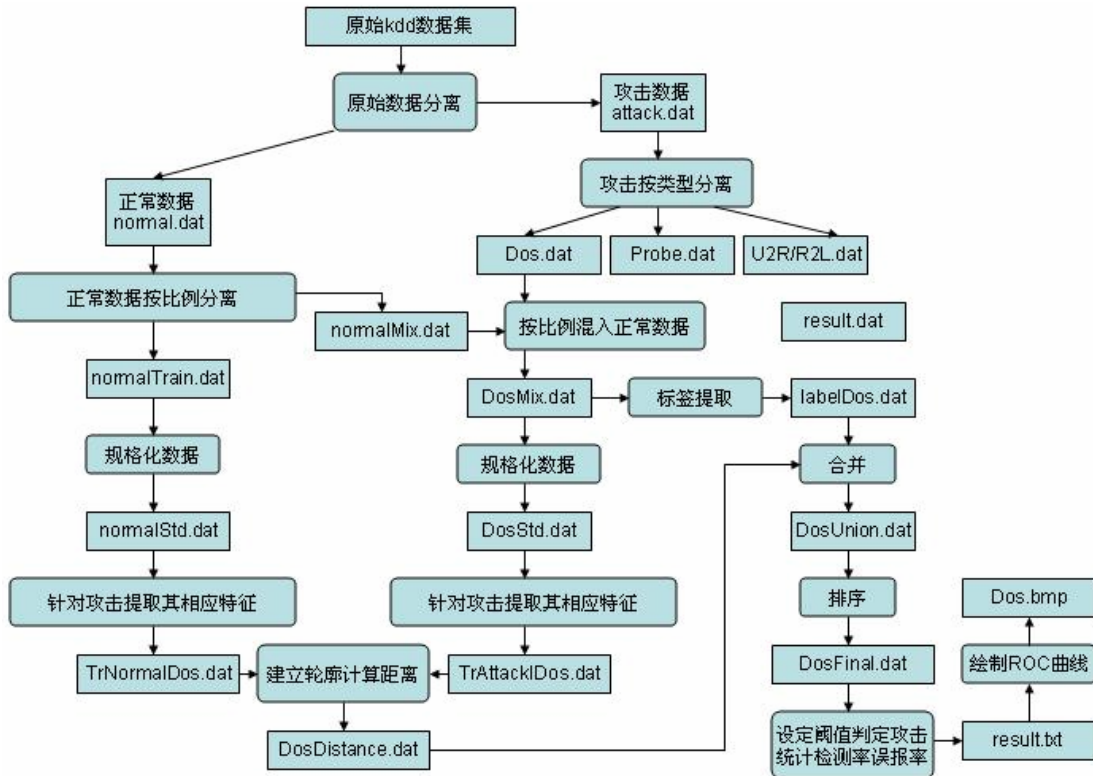 原始kdd数据集
原始数据分离
攻击数据
attack.dat
攻击按类型分离
正常数据
normal.dat
Dos.dat
Probe.dat
U2R/R2L.dat
正常数据按比例分离
normalMix.dat
按比例混入正常数据
result.dat
normalTrain.dat
DosMix.dat
标签提取
labelDos.dat
规格化数据
规格化数据
合并
normalStd.dat
DosStd.dat
DosUnion.dat
针对攻击提取其相应特征
针对攻击提取其相应特征
排序
Dos.bmp
TrNormalDos.dat
建立轮廓计算距离
TrAttacklDos.dat
DosFinal.dat
绘制ROC曲线
DosDistance.dat
设定阈值判定攻击
统计检测率误报率
result.txt